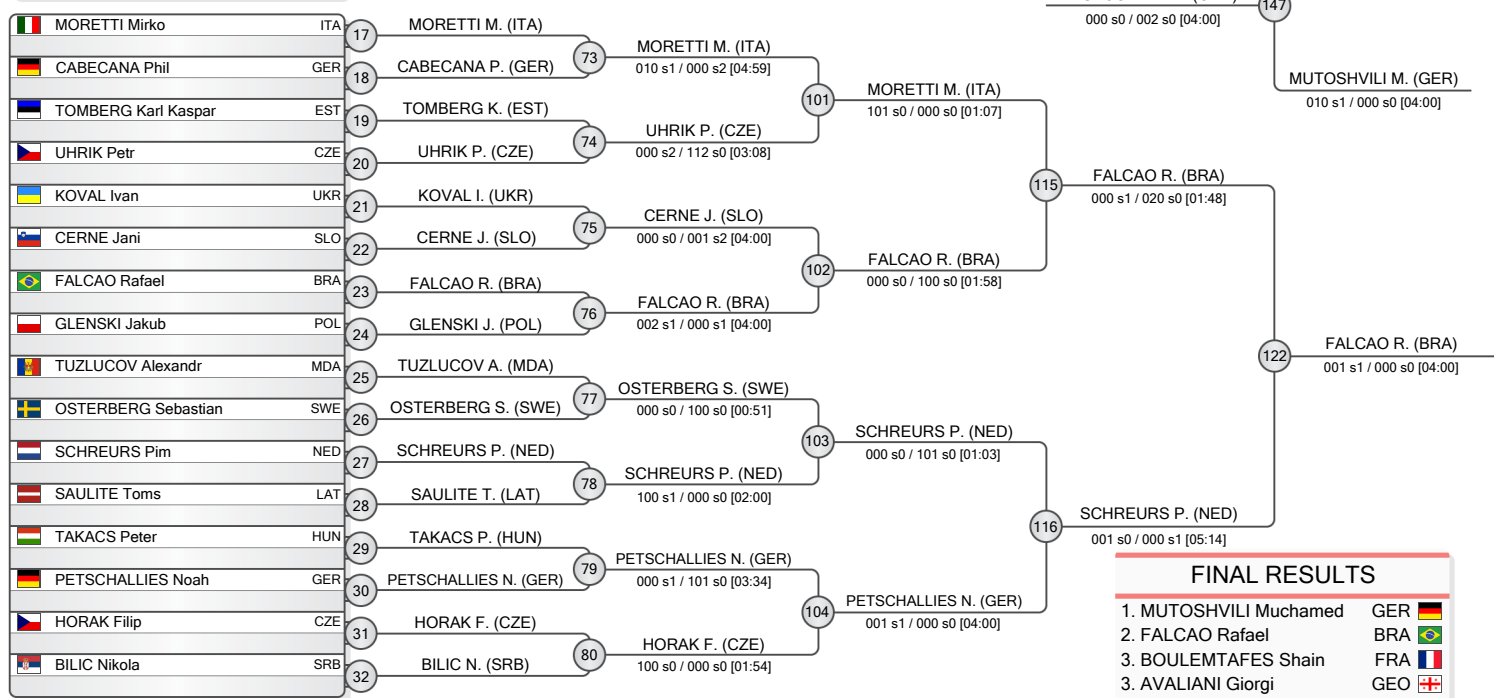 147
000 s0 / 002 s0 [04:00]
MUTOSHVILI M. (GER)
010 s1 / 000 s0 [04:00]
MORETTI Mirko ITA
CABECANA Phil GER
TOMBERG Karl Kaspar EST
UHRIK Petr CZE
KOVAL Ivan UKR
CERNE Jani SLO
FALCAO Rafael BRA
GLENSKI Jakub POL
TUZLUCOV Alexandr MDA
OSTERBERG Sebastian SWE
SCHREURS Pim NED
SAULITE Toms LAT
TAKACS Peter HUN
PETSCHALLIES Noah GER
HORAK Filip CZE
BILIC Nikola SRB
17 MORETTI M. (ITA)
18 CABECANA P. (GER)
19 TOMBERG K. (EST)
20 UHRIK P. (CZE)
21 KOVAL I. (UKR)
22 CERNE J. (SLO)
23 FALCAO R. (BRA)
24 GLENSKI J. (POL)
25 TUZLUCOV A. (MDA)
26 OSTERBERG S. (SWE)
27 SCHREURS P. (NED)
28 SAULITE T. (LAT)
29 TAKACS P. (HUN)
30 PETSCHALLIES N. (GER)
31 HORAK F. (CZE)
32 BILIC N. (SRB)
73 MORETTI M. (ITA)
010 s1 / 000 s2 [04:59]
74 UHRIK P. (CZE)
000 s2 / 112 s0 [03:08]
75 CERNE J. (SLO)
000 s0 / 001 s2 [04:00]
76 FALCAO R. (BRA)
002 s1 / 000 s1 [04:00]
77 OSTERBERG S. (SWE)
000 s0 / 100 s0 [00:51]
78 SCHREURS P. (NED)
100 s1 / 000 s0 [02:00]
79 PETSCHALLIES N. (GER)
000 s1 / 101 s0 [03:34]
80 HORAK F. (CZE)
100 s0 / 000 s0 [01:54]
101 MORETTI M. (ITA)
101 s0 / 000 s0 [01:07]
102 FALCAO R. (BRA)
000 s0 / 100 s0 [01:58]
103 SCHREURS P. (NED)
000 s0 / 101 s0 [01:03]
104 PETSCHALLIES N. (GER)
001 s1 / 000 s0 [04:00]
115 FALCAO R. (BRA)
000 s1 / 020 s0 [01:48]
116 SCHREURS P. (NED)
001 s0 / 000 s1 [05:14]
122 FALCAO R. (BRA)
001 s1 / 000 s0 [04:00]
FINAL RESULTS
1. MUTOSHVILI Muchamed GER
2. FALCAO Rafael BRA
3. BOULEMTAFES Shain FRA
3. AVALIANI Giorgi GEO